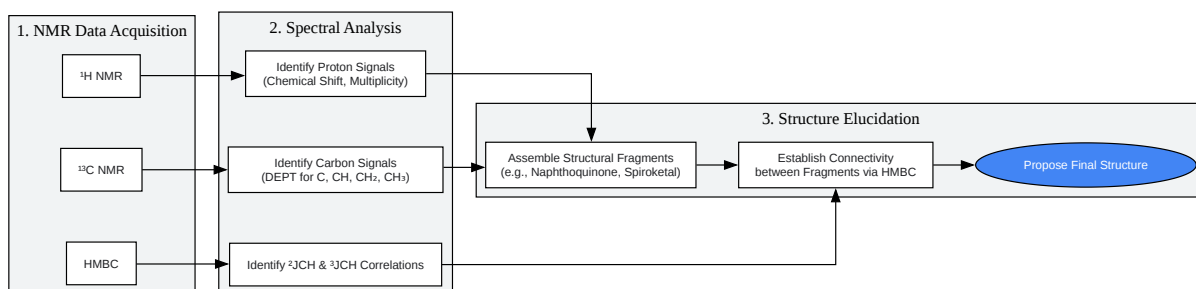 1. NMR Data Acquisition
¹H NMR
¹³C NMR
HMBC
2. Spectral Analysis
Identify Proton Signals
(Chemical Shift, Multiplicity)
Identify Carbon Signals
(DEPT for C, CH, CH₂, CH₃)
Identify ²JCH & ³JCH Correlations
3. Structure Elucidation
Assemble Structural Fragments
(e.g., Naphthoquinone, Spiroketal)
Establish Connectivity
between Fragments via HMBC
Propose Final Structure